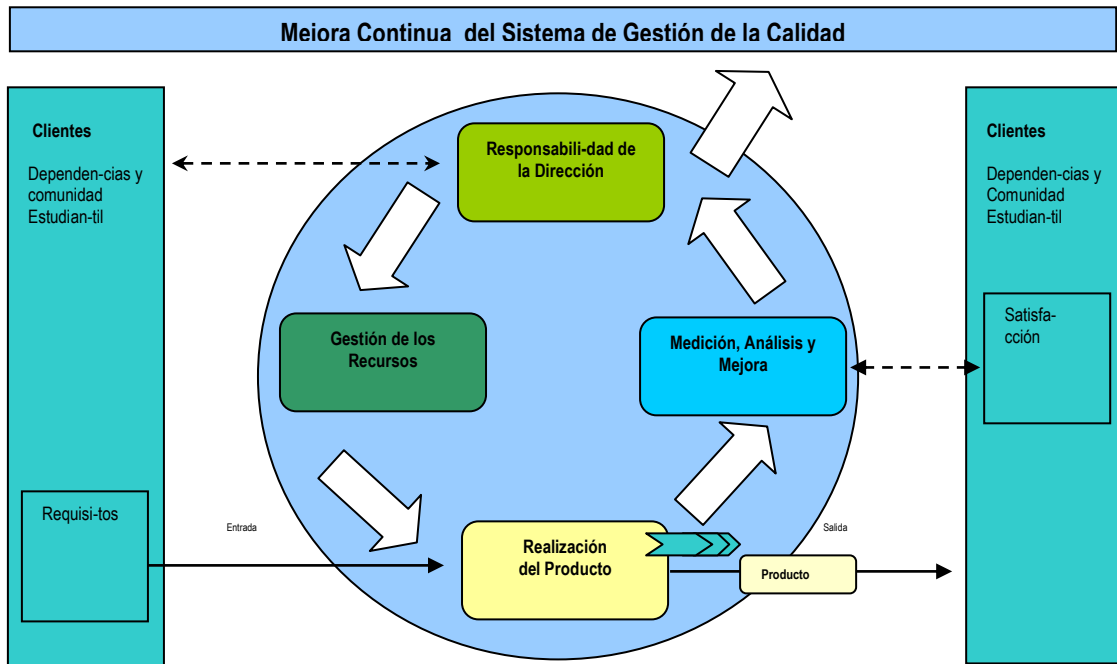 Mejora Continua  del Sistema de Gestión de la Calidad
Clientes
Dependen-cias y
comunidad
Estudian-til
Requisi-tos
Entrada
Responsabili-dad de
la Dirección
Gestión de los
Recursos
Medición, Análisis y
Mejora
Realización
del Producto
Salida
Producto
Clientes
Dependen-cias y
Comunidad
Estudian-til
Satisfa-
cción